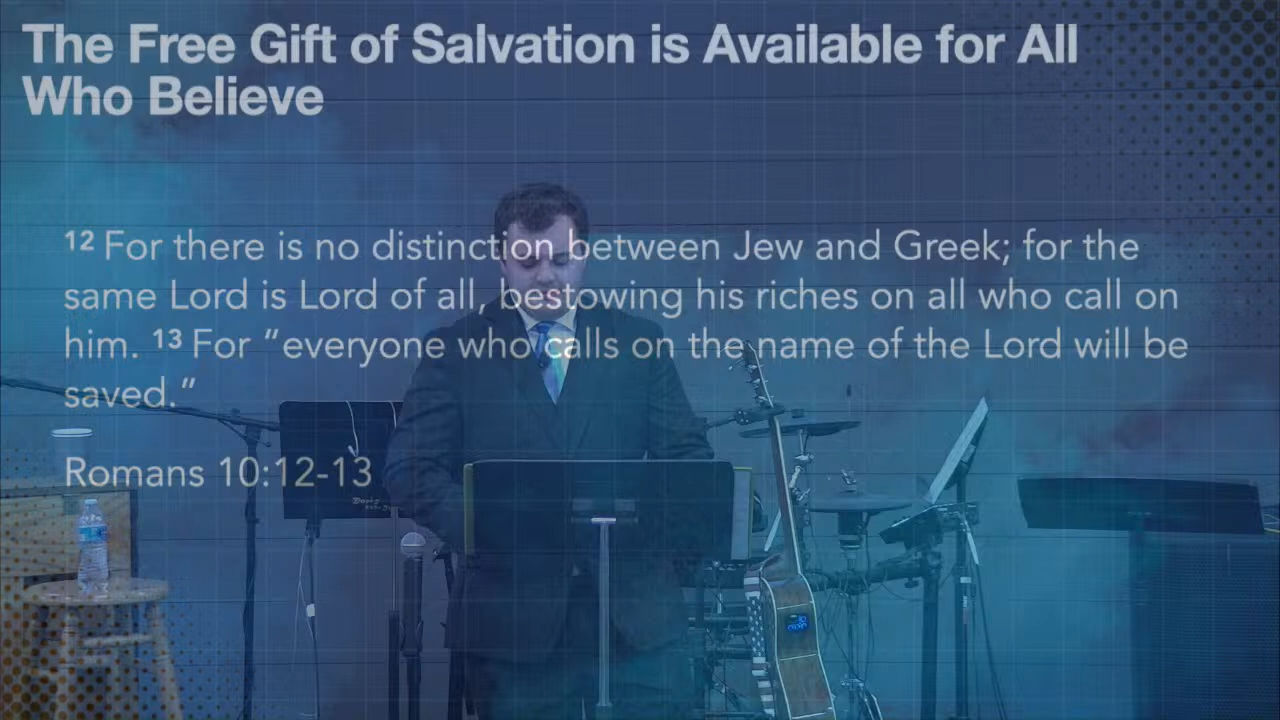 The Free Gift of Salvation is Available for All
Who Believe
12 For there is no distinction between Jew and Greek; for the
same Lord is Lord of all, bestowing his riches on all who call on
him. 13 For “everyone who calls on the name of the Lord will be
saved.”
Romans 10:12-13